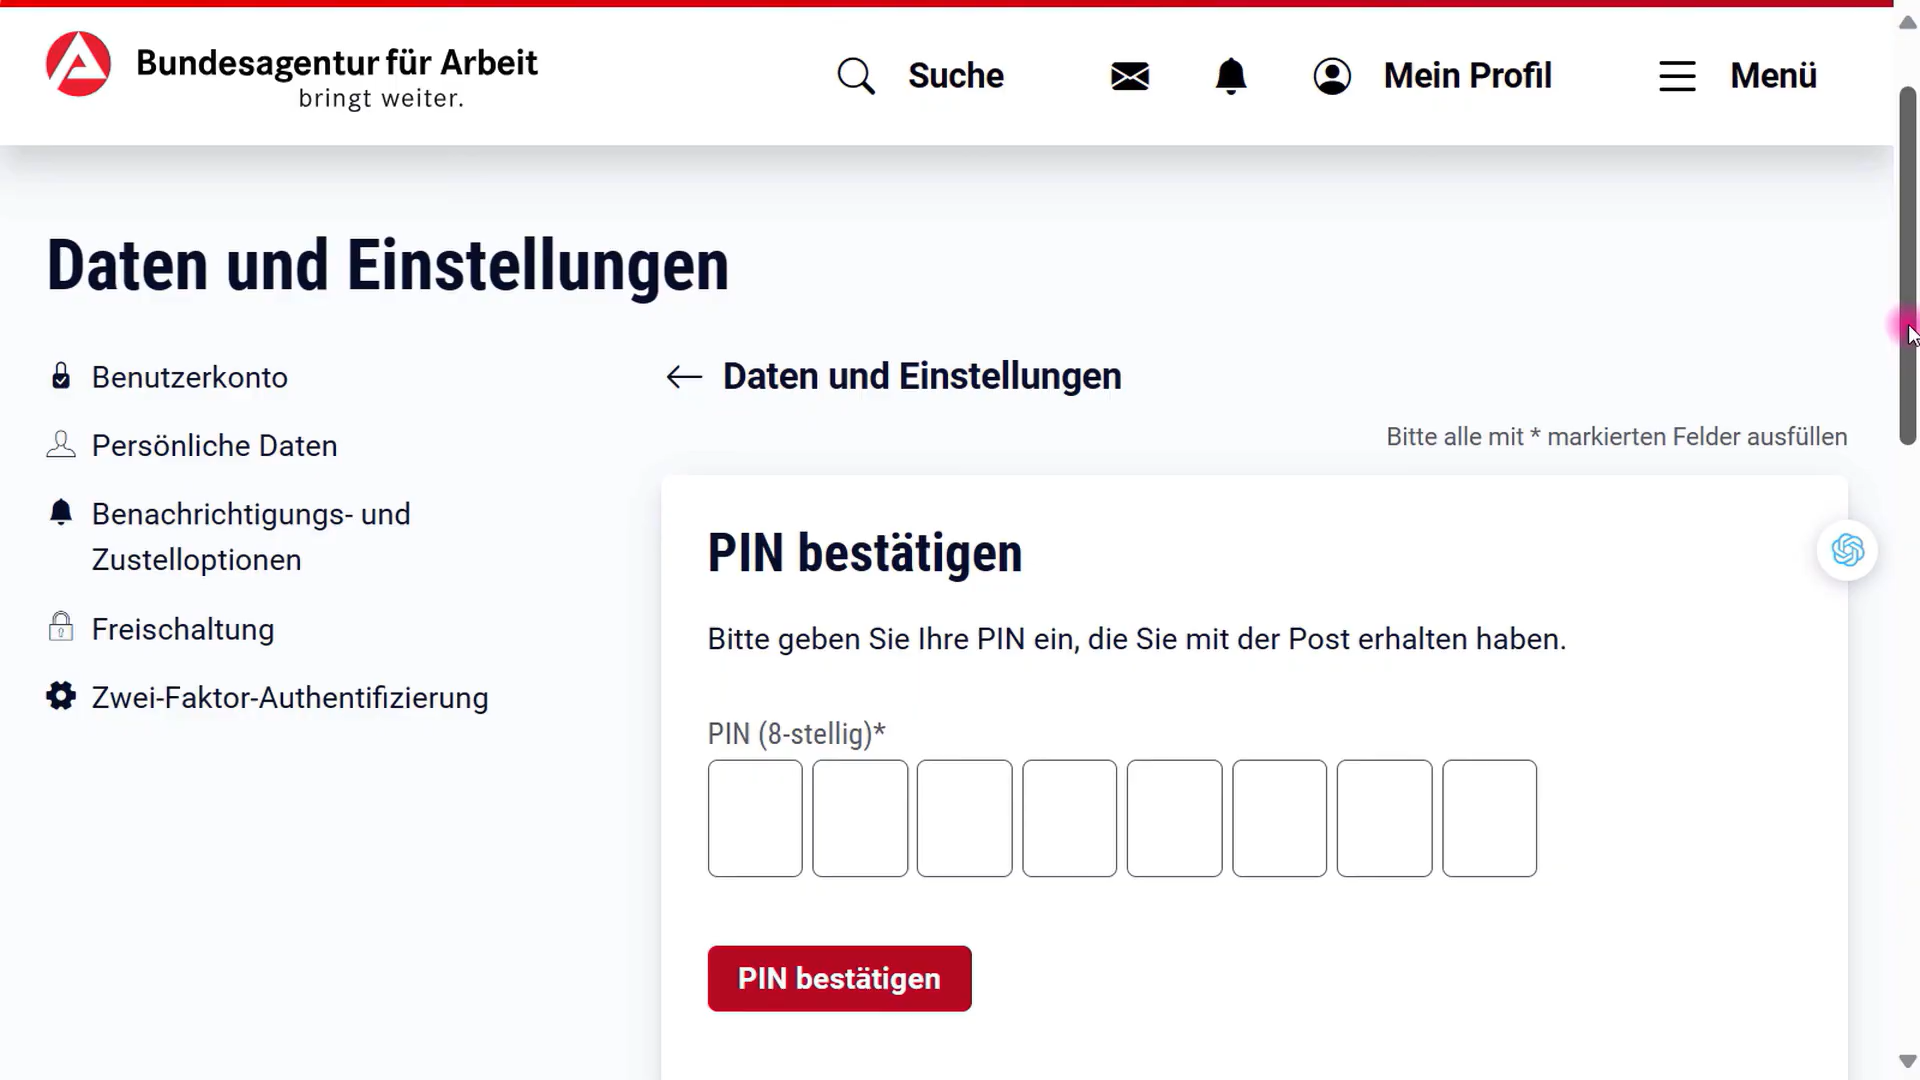 Bundesagentur für Arbeit
bringt weiter.
Suche
Mein Profil
Menü
Daten und Einstellungen
Benutzerkonto
Persönliche Daten
Benachrichtigungs- und
Zustelloptionen
Freischaltung
Zwei-Faktor-Authentifizierung
Daten und Einstellungen
Bitte alle mit * markierten Felder ausfüllen
PIN bestätigen
Bitte geben Sie Ihre PIN ein, die Sie mit der Post erhalten haben.
PIN (8-stellig)*
PIN bestätigen